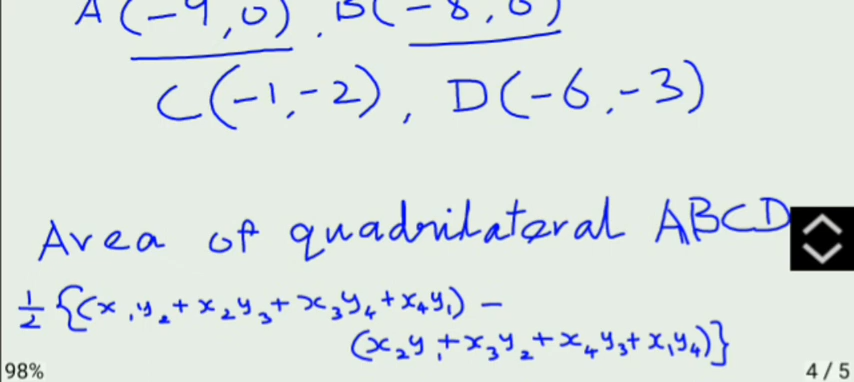 C(-1,-2), D(-6,-3)
Area of quadrilateral ABCD
½{(x₁y₂+x₂y₃+x₃y₄+x₄y₁) −
(x₂y₁+x₃y₂+x₄y₃+x₁y₄)}
98%
4 / 5